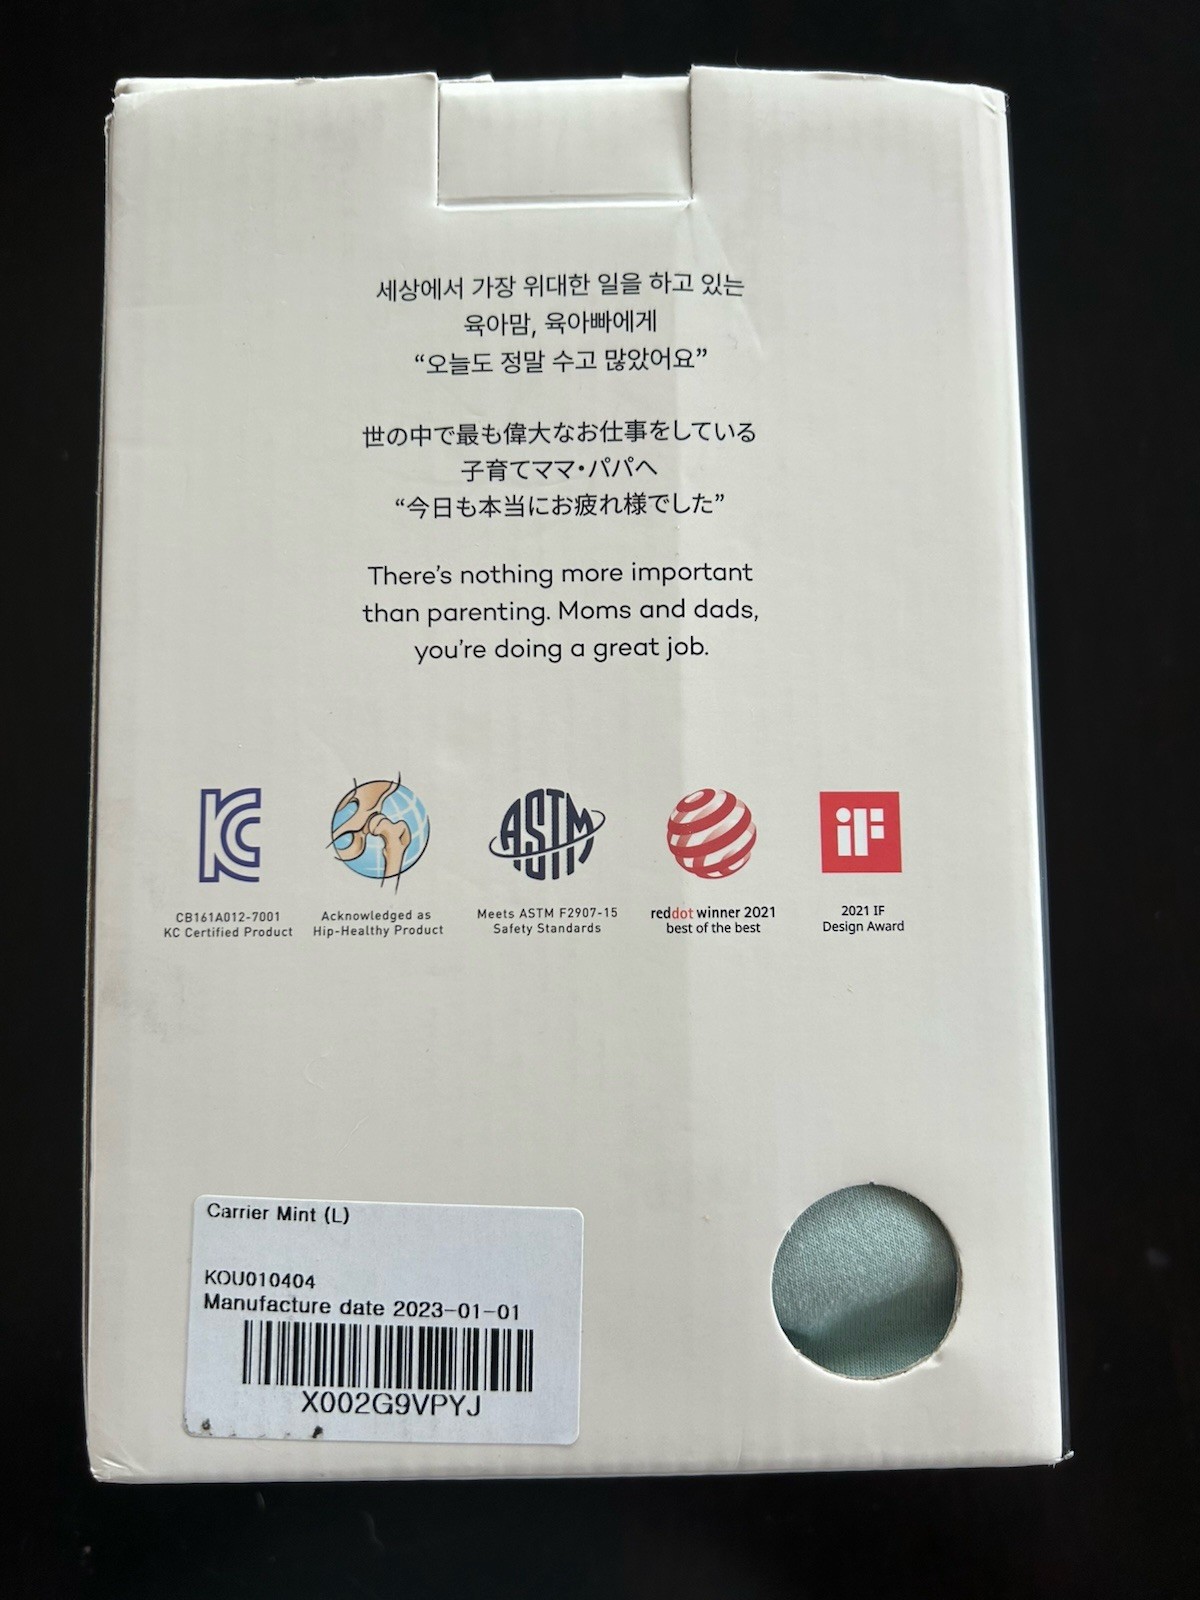 세상에서 가장 위대한 일을 하고 있는
육아맘, 육아빠에게
“오늘도 정말 수고 많았어요”
世の中で最も偉大なお仕事をしている
子育てママ・パパへ
“今日も本当にお疲れ様でした”
There’s nothing more important
than parenting. Moms and dads,
you’re doing a great job.
KC
ASTM
iF
CB161A012-7001
KC Certified Product
Acknowledged as
Hip-Healthy Product
Meets ASTM F2907-15
Safety Standards
reddot winner 2021
best of the best
2021 IF
Design Award
Carrier Mint (L)
KOU010404
Manufacture date 2023-01-01
X002G9VPYJ